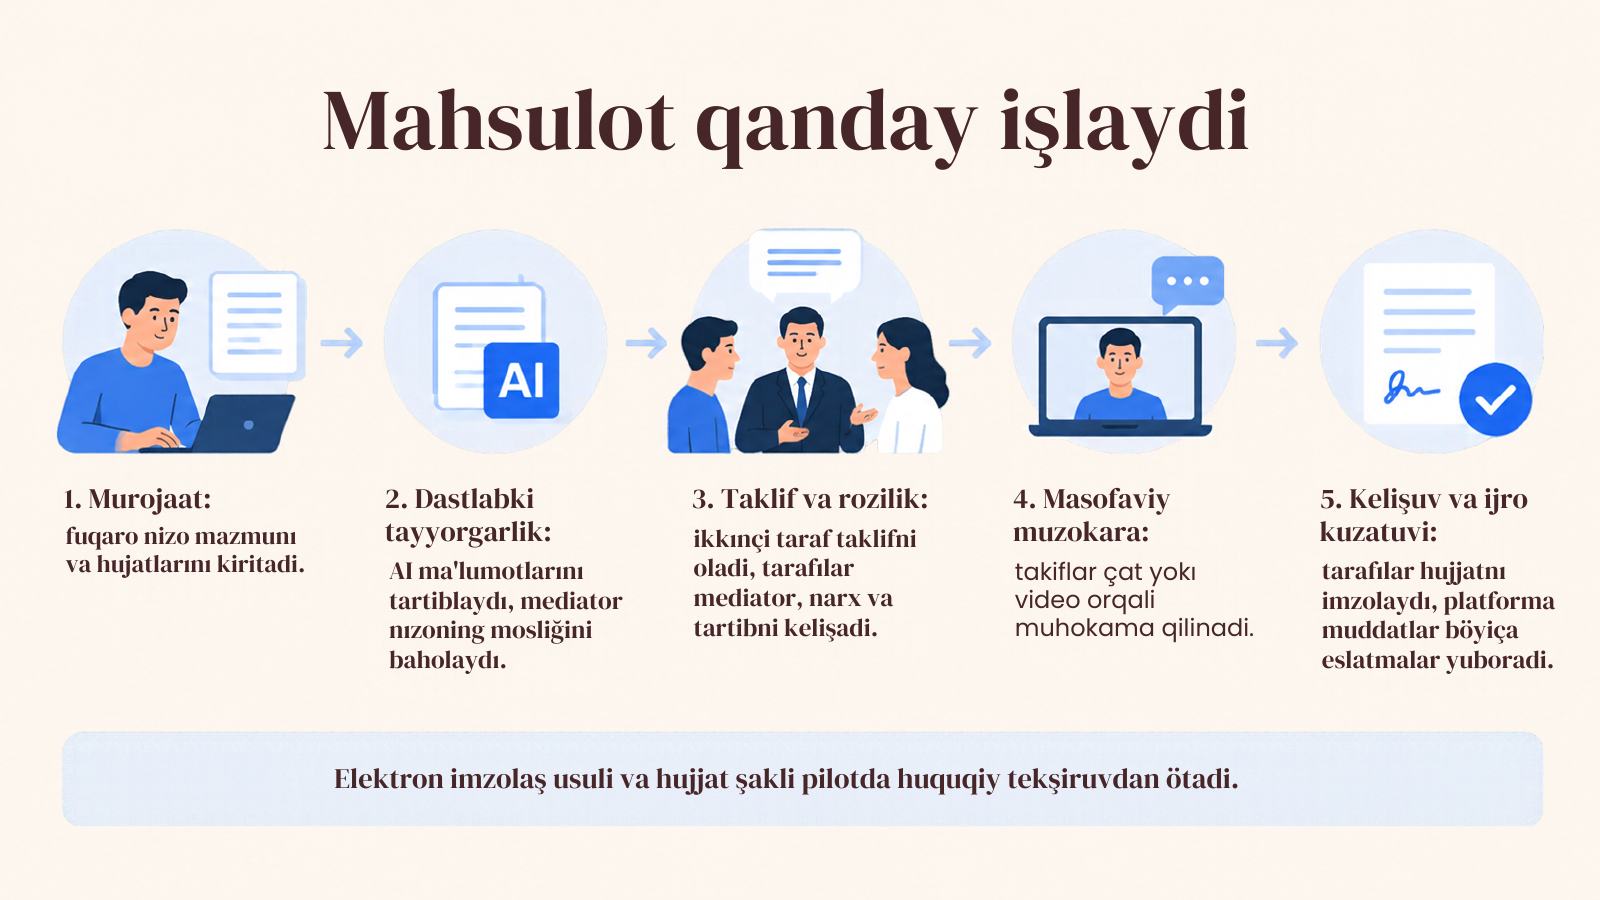 Mahsulot qanday işlaydi
AI
1. Murojaat:
fuqaro nizo mazmunı
va hujatlarını kiritadi.
2. Dastlabki
tayyorgarlik:
AI ma'lumotlarını
tartiblaydı, mediator
nızoning mosliğini
baholaydı.
3. Taklif va rozilik:
ikkınçi taraf taklifni
oladi, tarafılar
mediator, narx va
tartibni kelişadi.
4. Masofaviy
muzokara:
takiflar çat yokı
video orqali
muhokama qilinadi.
5. Kelişuv va ijro
kuzatuvi:
tarafılar hujjatnı
imzolaydı, platforma
muddatlar böyiça
eslatmalar yuboradi.
Elektron imzolaş usuli va hujjat şakli pilotda huquqiy tekşiruvdan ötadi.